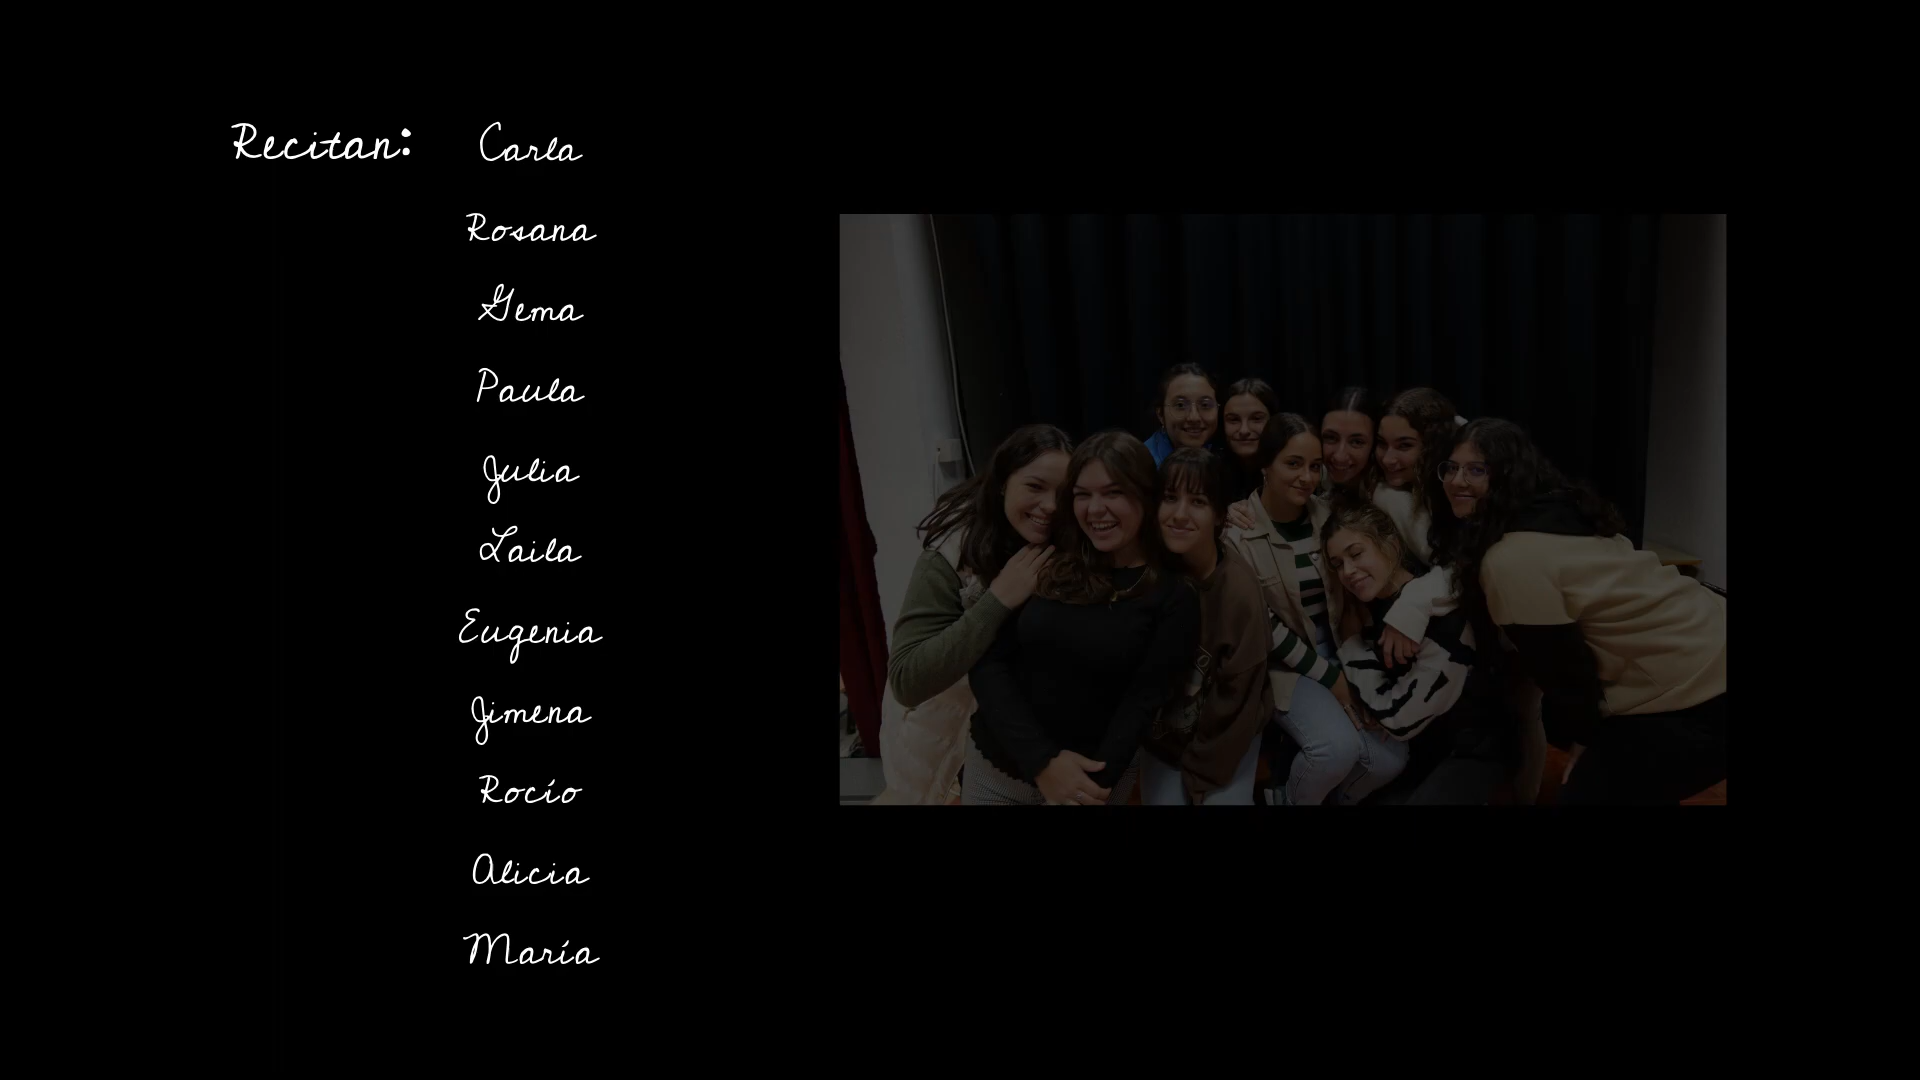 Recitan: Carla
Rosana
Gema
Paula
Julia
Laila
Eugenia
Jimena
Rocío
Alicia
María